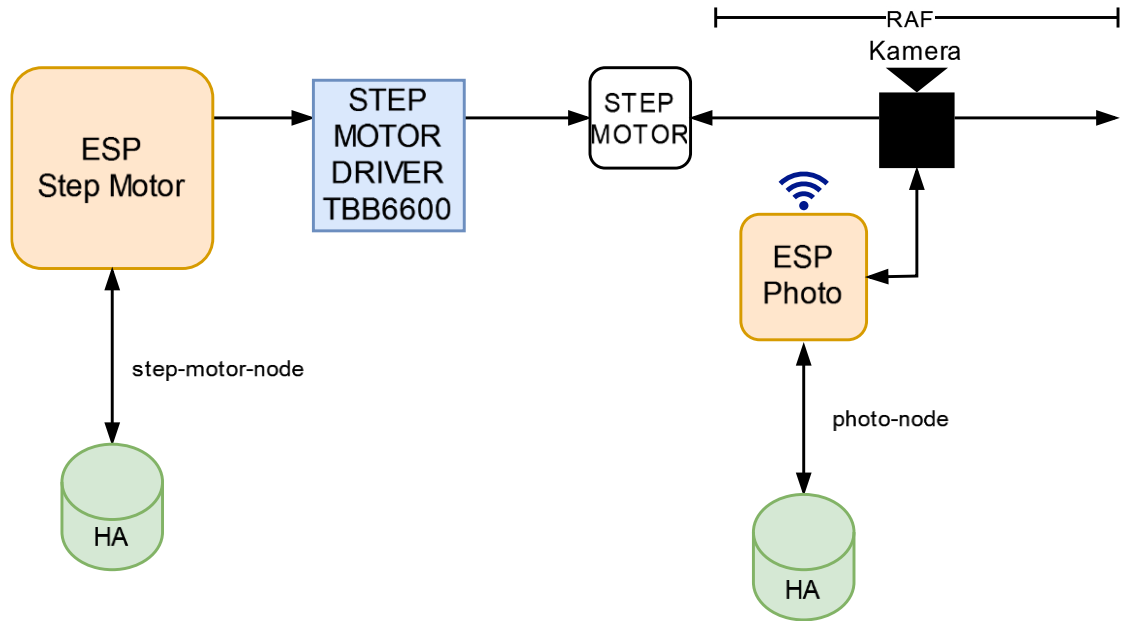 RAF
Kamera
ESP
Step Motor
STEP
MOTOR
DRIVER
TBB6600
STEP
MOTOR
ESP
Photo
step-motor-node
photo-node
HA
HA